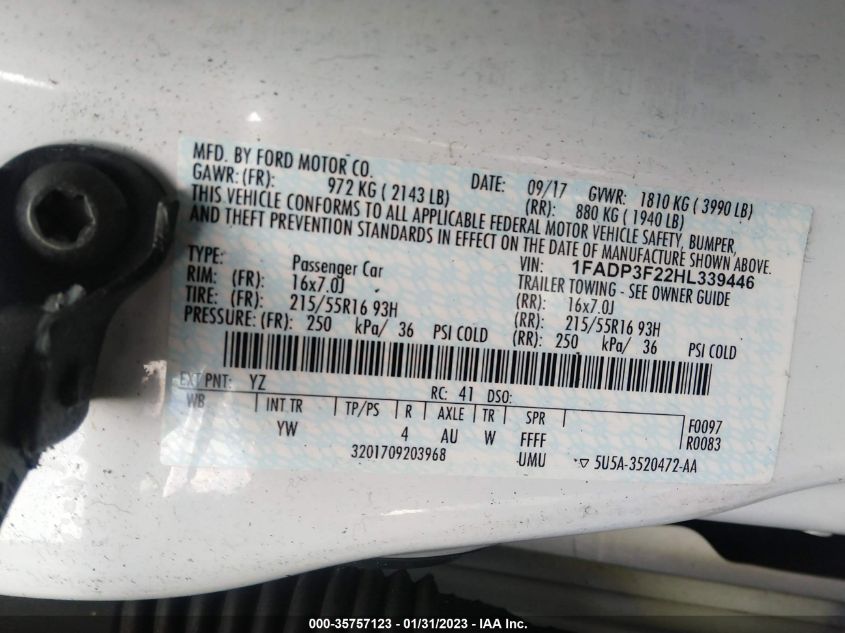 MFD. BY FORD MOTOR CO.
DATE: 09/17 GVWR: 1810 KG ( 3990 LB)
GAWR: (FR): 972 KG ( 2143 LB) (RR): 880 KG ( 1940 LB)
THIS VEHICLE CONFORMS TO ALL APPLICABLE FEDERAL MOTOR VEHICLE SAFETY, BUMPER,
AND THEFT PREVENTION STANDARDS IN EFFECT ON THE DATE OF MANUFACTURE SHOWN ABOVE.
VIN: 1FADP3F22HL339446
TYPE: Passenger Car TRAILER TOWING - SEE OWNER GUIDE
RIM: (FR): 16x7.0J (RR): 16x7.0J
TIRE: (FR): 215/55R16 93H (RR): 215/55R16 93H
PRESSURE: (FR): 250 kPa/ 36 PSI COLD (RR): 250 kPa/ 36 PSI COLD
EXT PNT: YZ RC: 41 DSO:
WB INT TR TP/PS R AXLE TR SPR F0097
YW 4 AU W FFFF R0083
3201709203968 UMU ▽ 5U5A-3520472-AA
000-35757123 - 01/31/2023 - IAA Inc.